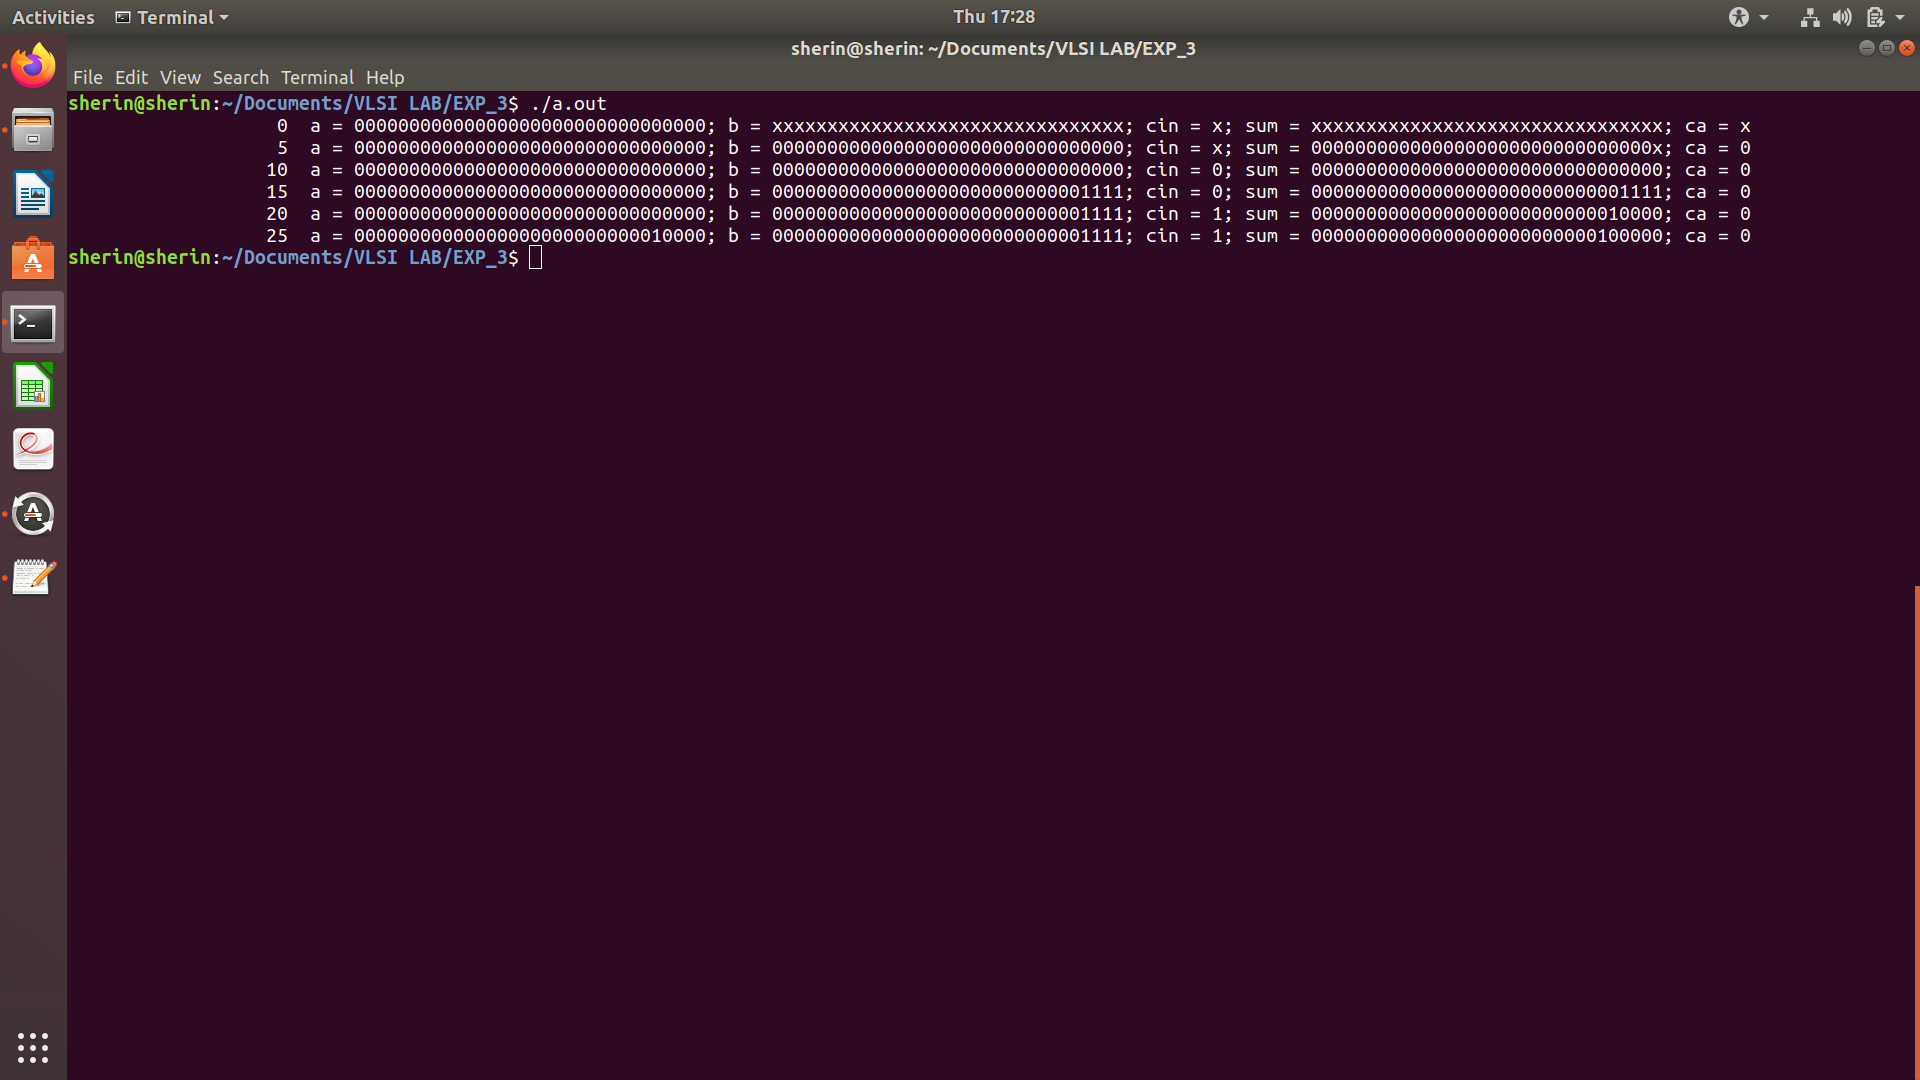 Activities Terminal Thu 17:28
sherin@sherin: ~/Documents/VLSI LAB/EXP_3
File Edit View Search Terminal Help
sherin@sherin:~/Documents/VLSI LAB/EXP_3$ ./a.out
0 a = 00000000000000000000000000000000; b = xxxxxxxxxxxxxxxxxxxxxxxxxxxxxxxx; cin = x; sum = xxxxxxxxxxxxxxxxxxxxxxxxxxxxxxxx; ca = x
5 a = 00000000000000000000000000000000; b = 00000000000000000000000000000000; cin = x; sum = 0000000000000000000000000000000x; ca = 0
10 a = 00000000000000000000000000000000; b = 00000000000000000000000000000000; cin = 0; sum = 00000000000000000000000000000000; ca = 0
15 a = 00000000000000000000000000000000; b = 00000000000000000000000000001111; cin = 0; sum = 00000000000000000000000000001111; ca = 0
20 a = 00000000000000000000000000000000; b = 00000000000000000000000000001111; cin = 1; sum = 00000000000000000000000000010000; ca = 0
25 a = 00000000000000000000000000010000; b = 00000000000000000000000000001111; cin = 1; sum = 00000000000000000000000000100000; ca = 0
sherin@sherin:~/Documents/VLSI LAB/EXP_3$